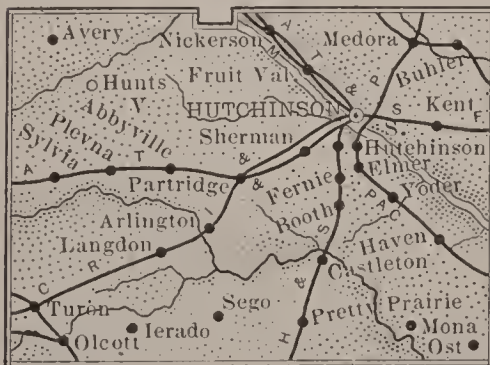 Avery
Nickerson
Medora
Buhler
Hunts
V
Fruit Val
HUTCHINSON
Kent
Abbyville
Plevna
Sylvia
Sherman
S.
Hutchinson
Elmer
Partridge
Fernie
Yoder
Booth
Arlington
Haven
Langdon
Castleton
Turon
Sego
Pretty
Prairie
Ierado
Mona
Olcott
Ost
A
T
&
S
F
A
T
&
M
&
S
P
C
R
I
&
PAC
H
&
S